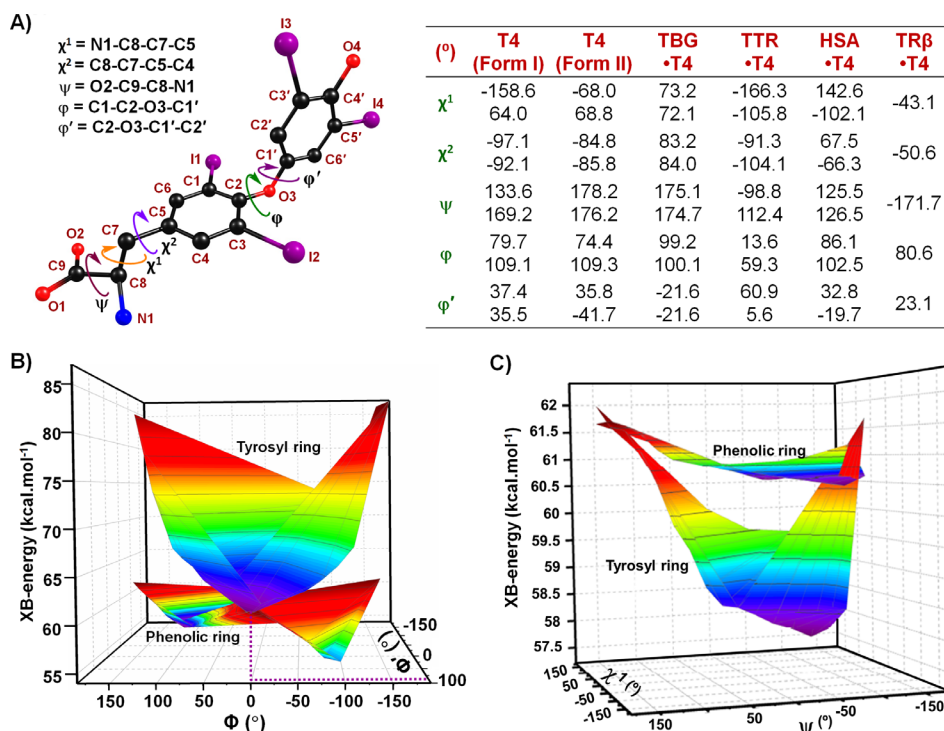 A)
χ¹ = N1-C8-C7-C5
χ² = C8-C7-C5-C4
ψ = O2-C9-C8-N1
φ = C1-C2-O3-C1′
φ′ = C2-O3-C1′-C2′
I3
O4
C3′
C4′
I4
C2′
C5′
I1
C1′
C6′
C1
C2
φ′
C6
O3
φ
C5
C3
O2
C7
χ²
C4
I2
C9
χ¹
C8
O1
ψ
N1
(º) T4 (Form I) T4 (Form II) TBG •T4 TTR •T4 HSA •T4 TRβ •T4
χ¹ -158.6 -68.0 73.2 -166.3 142.6 -43.1
64.0 68.8 72.1 -105.8 -102.1
χ² -97.1 -84.8 83.2 -91.3 67.5 -50.6
-92.1 -85.8 84.0 -104.1 -66.3
ψ 133.6 178.2 175.1 -98.8 125.5 -171.7
169.2 176.2 174.7 112.4 126.5
φ 79.7 74.4 99.2 13.6 86.1 80.6
109.1 109.3 100.1 59.3 102.5
φ′ 37.4 35.8 -21.6 60.9 32.8 23.1
35.5 -41.7 -21.6 5.6 -19.7
B)
XB-energy (kcal.mol⁻¹)
85
80
75
70
65
60
55
Tyrosyl ring
Phenolic ring
150 100 50 0 -50 -100 -150
Φ (°)
-150
0
100
Φ′ (°)
C)
XB-energy (kcal.mol⁻¹)
62
61.5
61
60.5
60
59.5
59
58.5
58
57.5
Phenolic ring
Tyrosyl ring
150
50
-50
-150
χ¹ (º)
150 50 -50 -150
ψ (º)